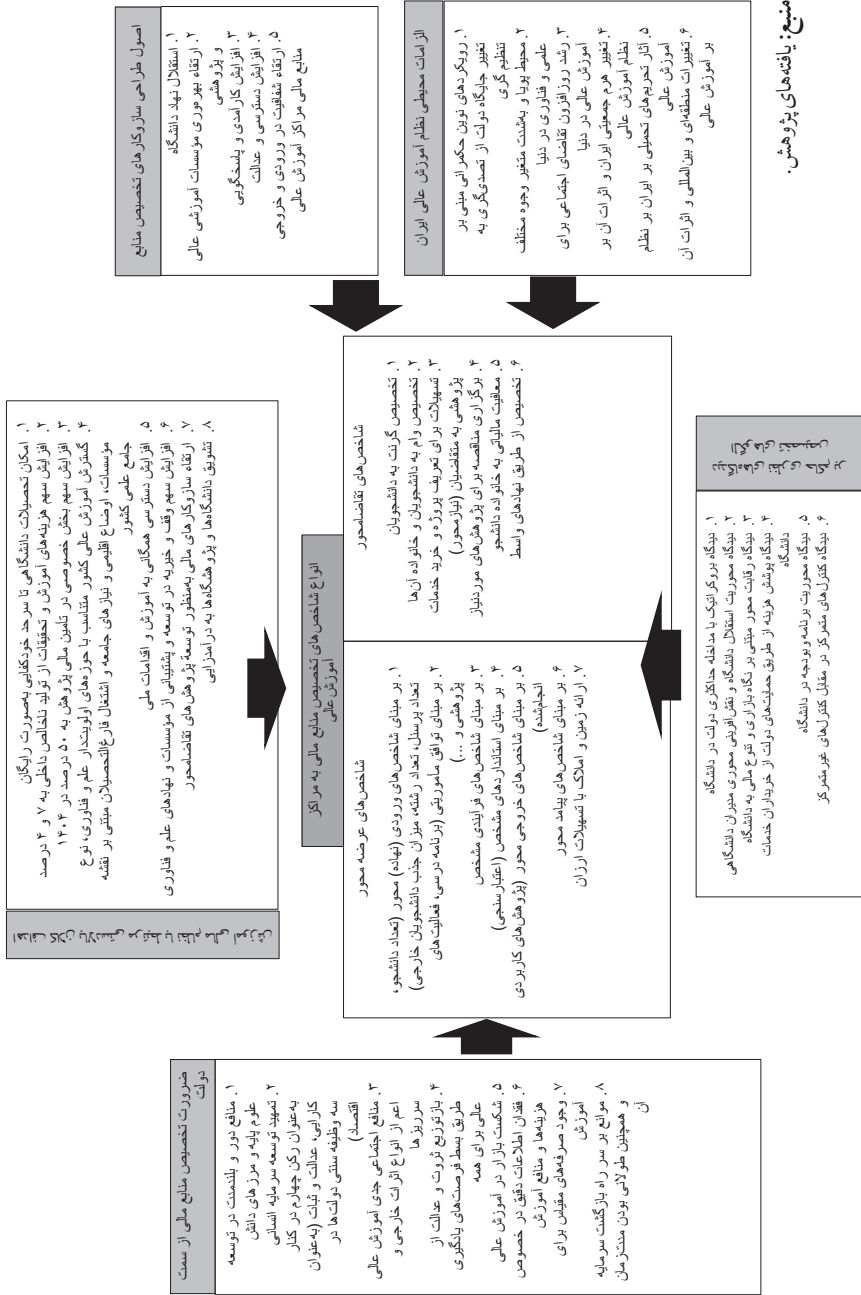 اصول طراحی سازوکارهای تخصیص منابع
۱. استقلال نهاد دانشگاه
۲. ارتقاء بهره‌وری مؤسسات آموزشی عالی
۳. افزایش کارآمدی و پاسخگویی
۴. افزایش دسترسی و عدالت
۵. ارتقاء شفافیت در ورودی و خروجی
منابع مالی مراکز آموزش عالی
الزامات محیطی نظام آموزش عالی ایران
۱. رویکردهای نوین حکمرانی مبنی بر
تغییر جایگاه دولت از تصدی‌گری به
تنظیم گری
۲. محیط پویا و به‌شدت متغیر وجوه مختلف
علمی و فناوری در دنیا
۳. رشد روزافزون تقاضای اجتماعی برای
آموزش عالی در دنیا
۴. تغییر هرم جمعیتی ایران و اثرات آن بر
نظام آموزش عالی
۵. آثار تحریم‌های تحمیلی بر ایران بر نظام
آموزش عالی
۶. تغییرات منطقه‌ای و بین‌المللی و اثرات آن
بر آموزش عالی
اهداف کلان بالادستی مرتبط با نظام مالی آموزش
۱. امکان تحصیلات دانشگاهی تا سرحد خودکفایی به‌صورت رایگان
۲. افزایش سهم هزینه‌های آموزش و تحقیقات از تولید ناخالص داخلی به ۷ و ۴ درصد
۳. افزایش سهم بخش خصوصی در تامین مالی پژوهش به ۵۰ درصد در ۱۴۰۴
۴. گسترش آموزش عالی کشور متناسب با حوزه‌های اولویت‌دار علم و فناوری، نوع
مؤسسات، اوضاع اقلیمی و نیازهای جامعه و اشتغال فارغ‌التحصیلان مبتنی بر نقشه
جامع علمی کشور
۵. افزایش دسترسی همگانی به آموزش و اقدامات ملی
۶. افزایش سهم وقف و خیریه در توسعه و پشتیبانی از مؤسسات و نهادهای علم و فناوری
۷. ارتقاء سازوکارهای مالی به‌منظور توسعۀ پژوهش‌های تقاضامحور
۸. تشویق دانشگاه‌ها و پژوهشگاه‌ها به درآمدزایی
انواع شاخص‌های تخصیص منابع مالی به مراکز
آموزش عالی
شاخص‌های عرضه محور
۱. بر مبنای شاخص‌های ورودی (نهاده) محور (تعداد دانشجو،
تعداد پرسنل، تعداد رشته، میزان جذب دانشجویان خارجی)
۲. بر مبنای توافق ماموریتی (برنامه درسی، فعالیت‌های
پژوهشی و ...)
۳. بر مبنای شاخص‌های فرآیندی مشخص
۴. بر مبنای استانداردهای مشخص (اعتبارسنجی)
۵. بر مبنای شاخص‌های خروجی محور (پژوهش‌های کاربردی
انجام‌شده)
۶. بر مبنای شاخص‌های پیامد محور
۷. ارائه زمین و املاک با تسهیلات ارزان
شاخص‌های تقاضامحور
۱. تخصیص گرنت به دانشجویان
۲. تخصیص وام به دانشجویان و خانواده آن‌ها
۳. تسهیلات برای تعریف پروژه و خرید خدمات
پژوهشی به متقاضیان (نیازمحور)
۴. برگزاری مناقصه برای پژوهش‌های موردنیاز
۵. معافیت مالیاتی به خانواده دانشجو
۶. تخصیص از طریق نهادهای واسط
دیدگاه‌های نظری حاکم بر
الگوهای تخصیص
۱. دیدگاه بروکراتیک با مداخله حداکثری دولت در دانشگاه
۲. دیدگاه محوریت استقلال دانشگاه و نقش‌آفرینی محوری مدیران دانشگاهی
۳. دیدگاه رقابت محور مبتنی بر نگاه بازاری و تنوع مالی به دانشگاه
۴. دیدگاه پوشش هزینه از طریق حمایت‌های دولت از خریداران خدمات
دانشگاه
۵. دیدگاه محوریت برنامه‌وبودجه در دانشگاه
۶. دیدگاه کنترل‌های متمرکز در مقابل کنترل‌های غیرمتمرکز
ضرورت تخصیص منابع مالی از سمت
دولت
۱. منافع دور و بلندمدت در توسعه
علوم پایه و مرزهای دانش
۲. تمهید توسعه سرمایه انسانی
به‌عنوان رکن چهارم در کنار
کارایی، عدالت و ثبات (به‌عنوان
سه وظیفه سنتی دولت‌ها در
اقتصاد)
۳. منافع اجتماعی جدی آموزش عالی
اعم از انواع اثرات خارجی و
سرریزها
۴. بازتوزیع ثروت و عدالت از
طریق بسط فرصت‌های یادگیری
عالی برای همه
۵. شکست بازار در آموزش عالی
۶. فقدان اطلاعات دقیق در خصوص
هزینه‌ها و منافع آموزش
۷. وجود صرفه‌های مقیاس برای
آموزش
۸. موانع بر سر راه بازگشت سرمایه
و همچنین طولانی بودن مدت‌زمان
آن
منبع: یافته‌های پژوهش.